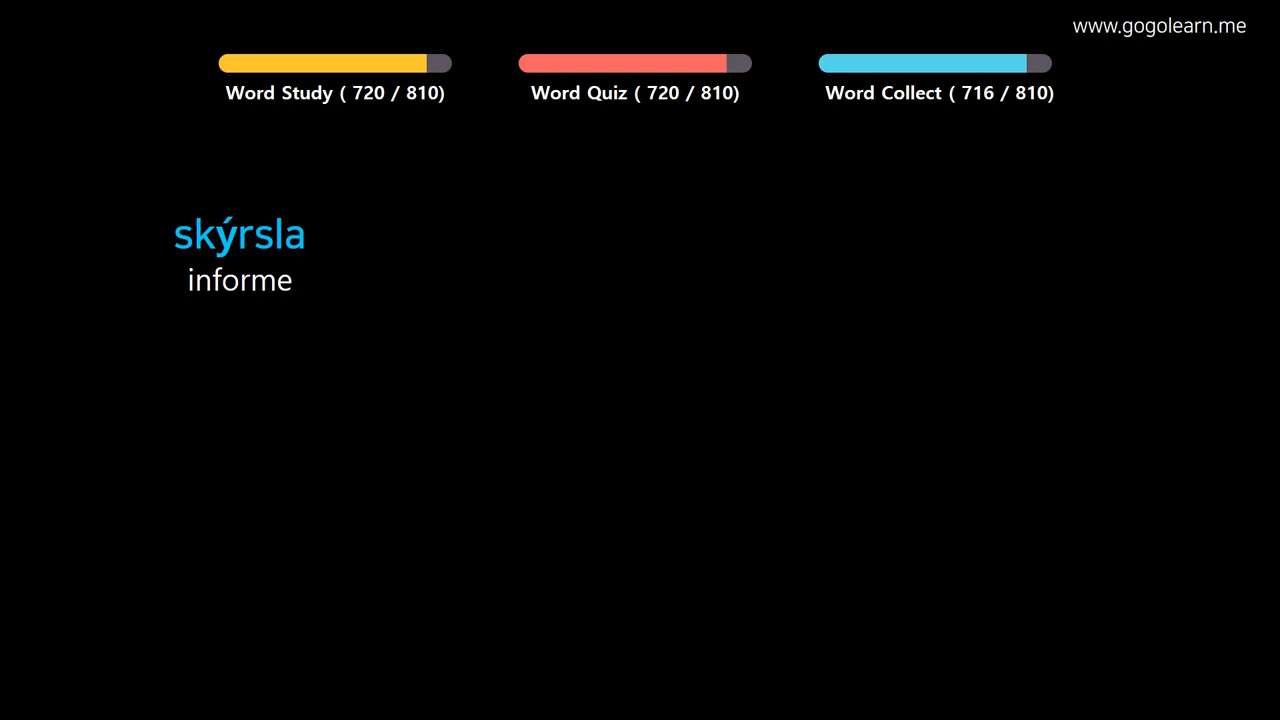 www.gogolearn.me
Word Study ( 720 / 810)
Word Quiz ( 720 / 810)
Word Collect ( 716 / 810)
skýrsla
informe